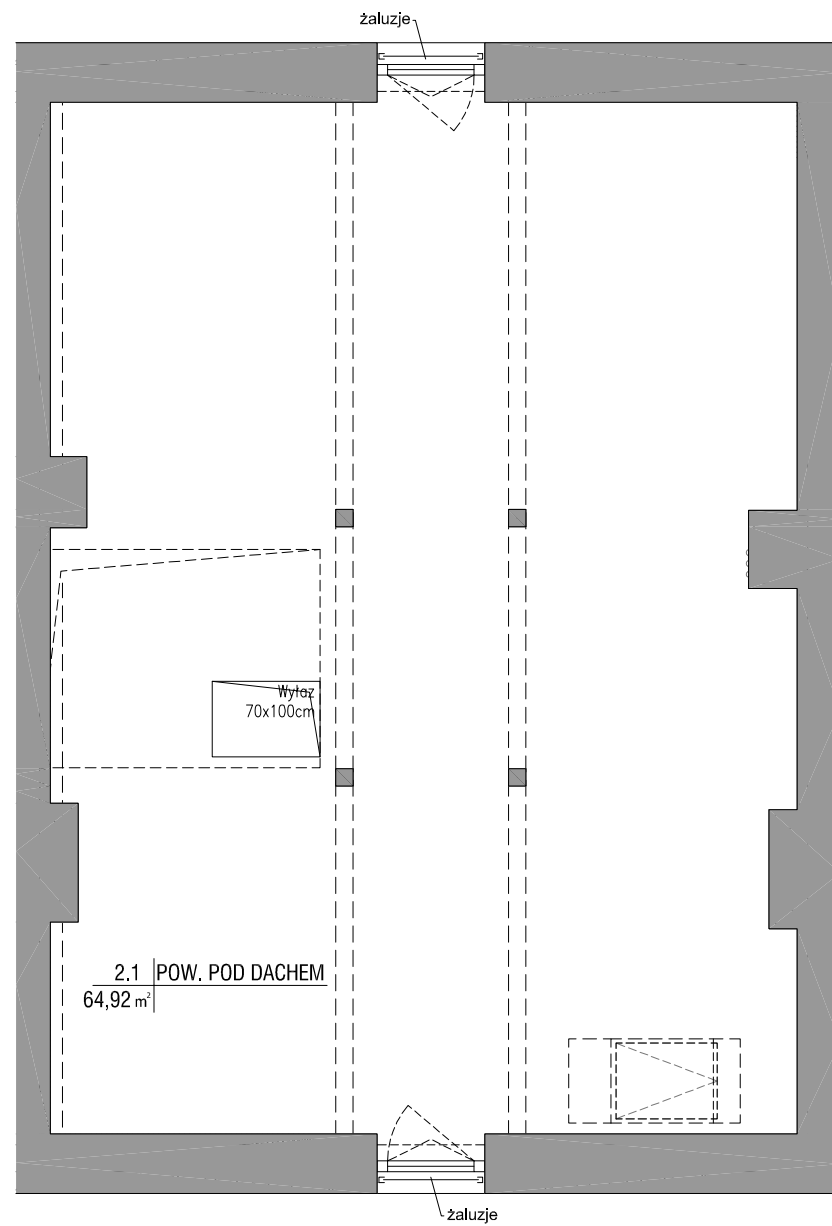 żaluzje
Wyłaz
70x100cm
2.1 POW. POD DACHEM
64,92 m²
żaluzje